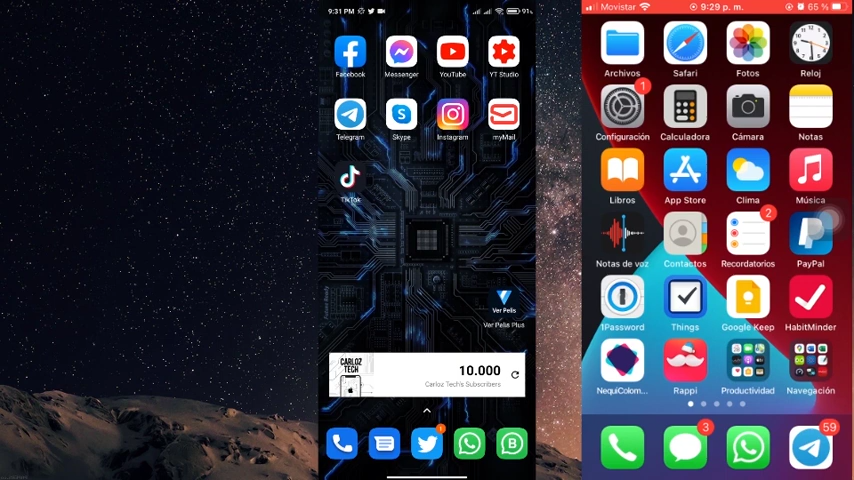 9:31 PM
91
Facebook
Messenger
YouTube
YT Studio
Telegram
Skype
Instagram
myMail
TikTok
Ver Pelis
Ver Pelis Plus
CARLOZ
TECH
10.000
Carloz Tech's Subscribers
1
Movistar
9:29 p. m.
65 %
Archivos
Safari
Fotos
Reloj
1
Configuración
Calculadora
Cámara
Notas
Libros
App Store
Clima
Música
2
Notas de voz
Contactos
Recordatorios
PayPal
1Password
Things
Google Keep
HabitMinder
NequiColom...
Rappi
Productividad
Navegación
3
59